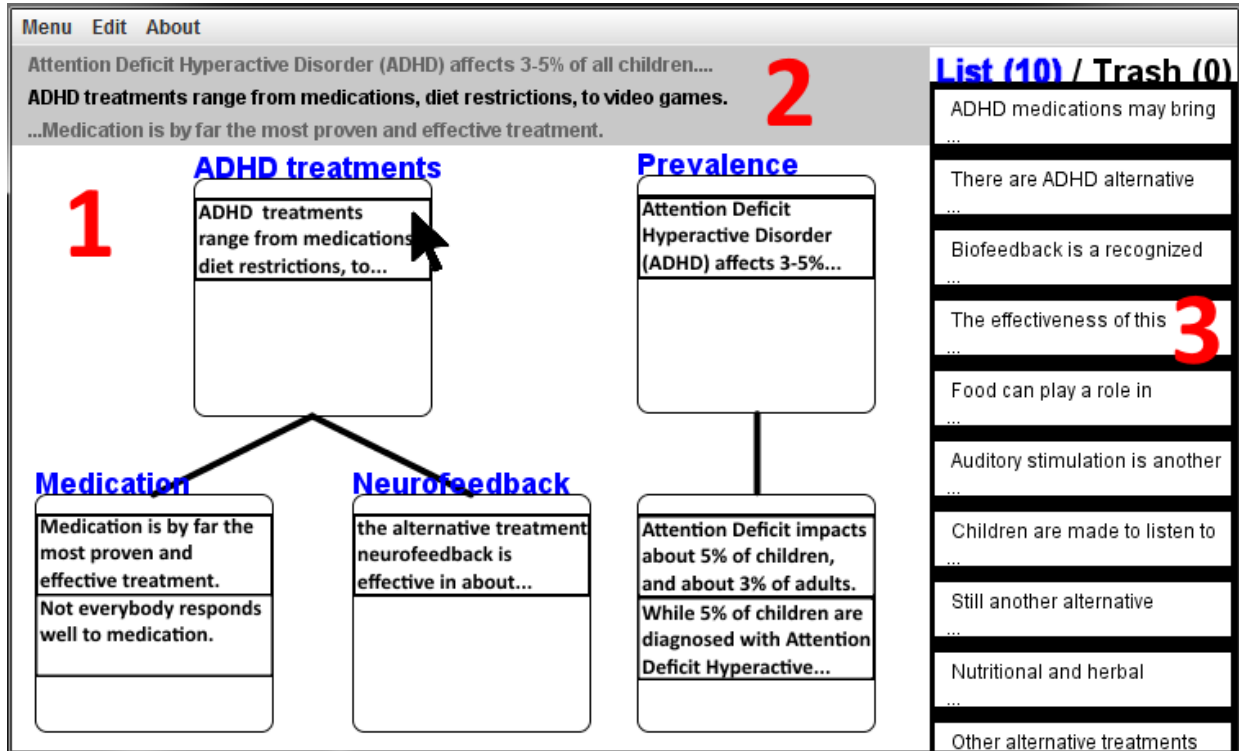 Menu Edit About
Attention Deficit Hyperactive Disorder (ADHD) affects 3-5% of all children....
ADHD treatments range from medications, diet restrictions, to video games.
...Medication is by far the most proven and effective treatment.
2
1
ADHD treatments
ADHD treatments
range from medications
diet restrictions, to...
Prevalence
Attention Deficit
Hyperactive Disorder
(ADHD) affects 3-5%...
Medication
Medication is by far the
most proven and
effective treatment.
Not everybody responds
well to medication.
Neurofeedback
the alternative treatment
neurofeedback is
effective in about...
Attention Deficit impacts
about 5% of children,
and about 3% of adults.
While 5% of children are
diagnosed with Attention
Deficit Hyperactive...
List (10) / Trash (0)
ADHD medications may bring
...
There are ADHD alternative
...
Biofeedback is a recognized
...
The effectiveness of this
...
3
Food can play a role in
...
Auditory stimulation is another
...
Children are made to listen to
...
Still another alternative
...
Nutritional and herbal
...
Other alternative treatments